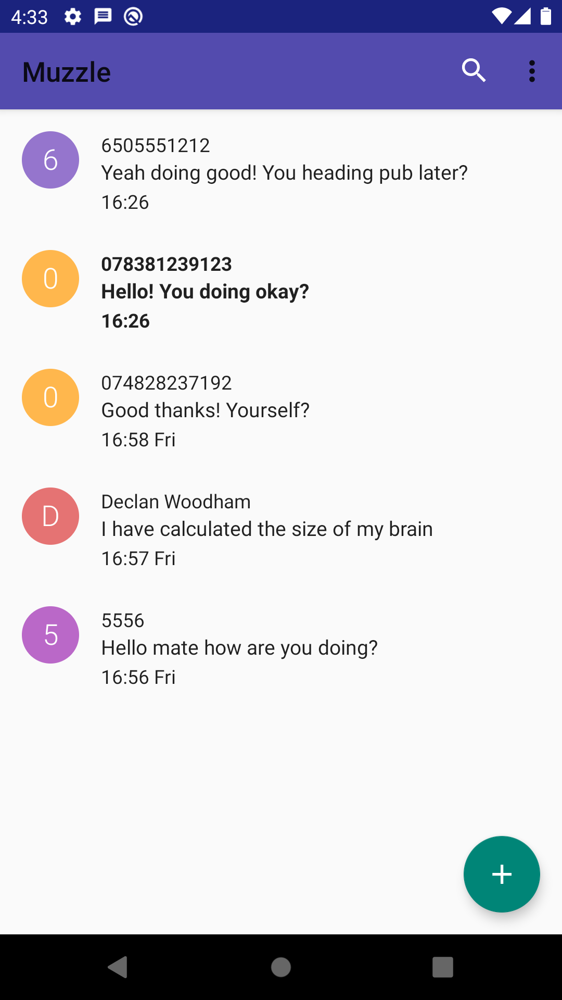 4:33
Muzzle
6
6505551212
Yeah doing good! You heading pub later?
16:26
0
078381239123
Hello! You doing okay?
16:26
0
074828237192
Good thanks! Yourself?
16:58 Fri
D
Declan Woodham
I have calculated the size of my brain
16:57 Fri
5
5556
Hello mate how are you doing?
16:56 Fri